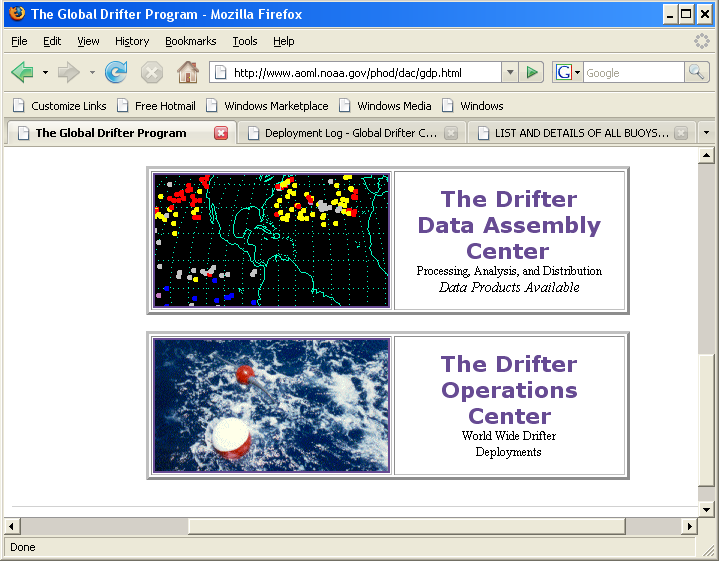 The Global Drifter Program - Mozilla Firefox
File Edit View History Bookmarks Tools Help
http://www.aoml.noaa.gov/phod/dac/gdp.html G Google
Customize Links Free Hotmail Windows Marketplace Windows Media Windows
The Global Drifter Program Deployment Log - Global Drifter C... LIST AND DETAILS OF ALL BUOYS...
The Drifter
Data Assembly
Center
Processing, Analysis, and Distribution
Data Products Available
The Drifter
Operations
Center
World Wide Drifter
Deployments
Done